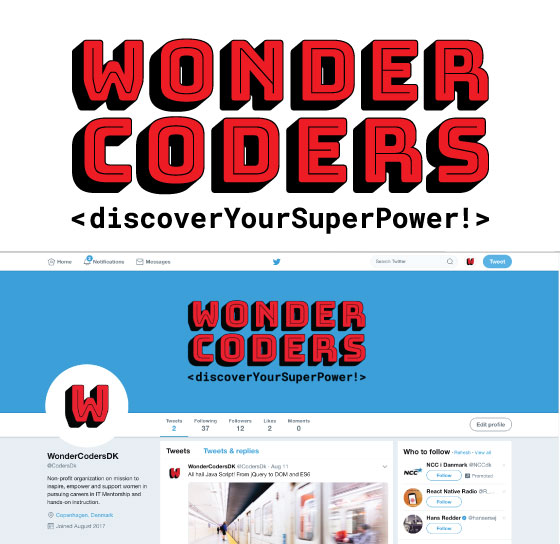 WONDER
CODERS
<discoverYourSuperPower!>
Home Notifications Messages Search Twitter Tweet
WONDER
CODERS
<discoverYourSuperPower!>
W
Tweets Following Followers Likes Moments
2 37 12 2 0
Edit profile
WonderCodersDK
@CodersDk
Non-profit organization on mission to
inspire, empower and support women in
pursuing careers in IT Mentorship and
hands-on instruction.
Copenhagen, Denmark
Joined August 2017
Tweets Tweets & replies
WonderCodersDK @CodersDk · Aug 11
All hail Java Script! From jQuery to DOM and ES6
Who to follow · Refresh · View all
NCC i Danmark @NCCdk
NCC
Follow Promoted
React Native Radio @R...
Follow
Hans Redder
Follow